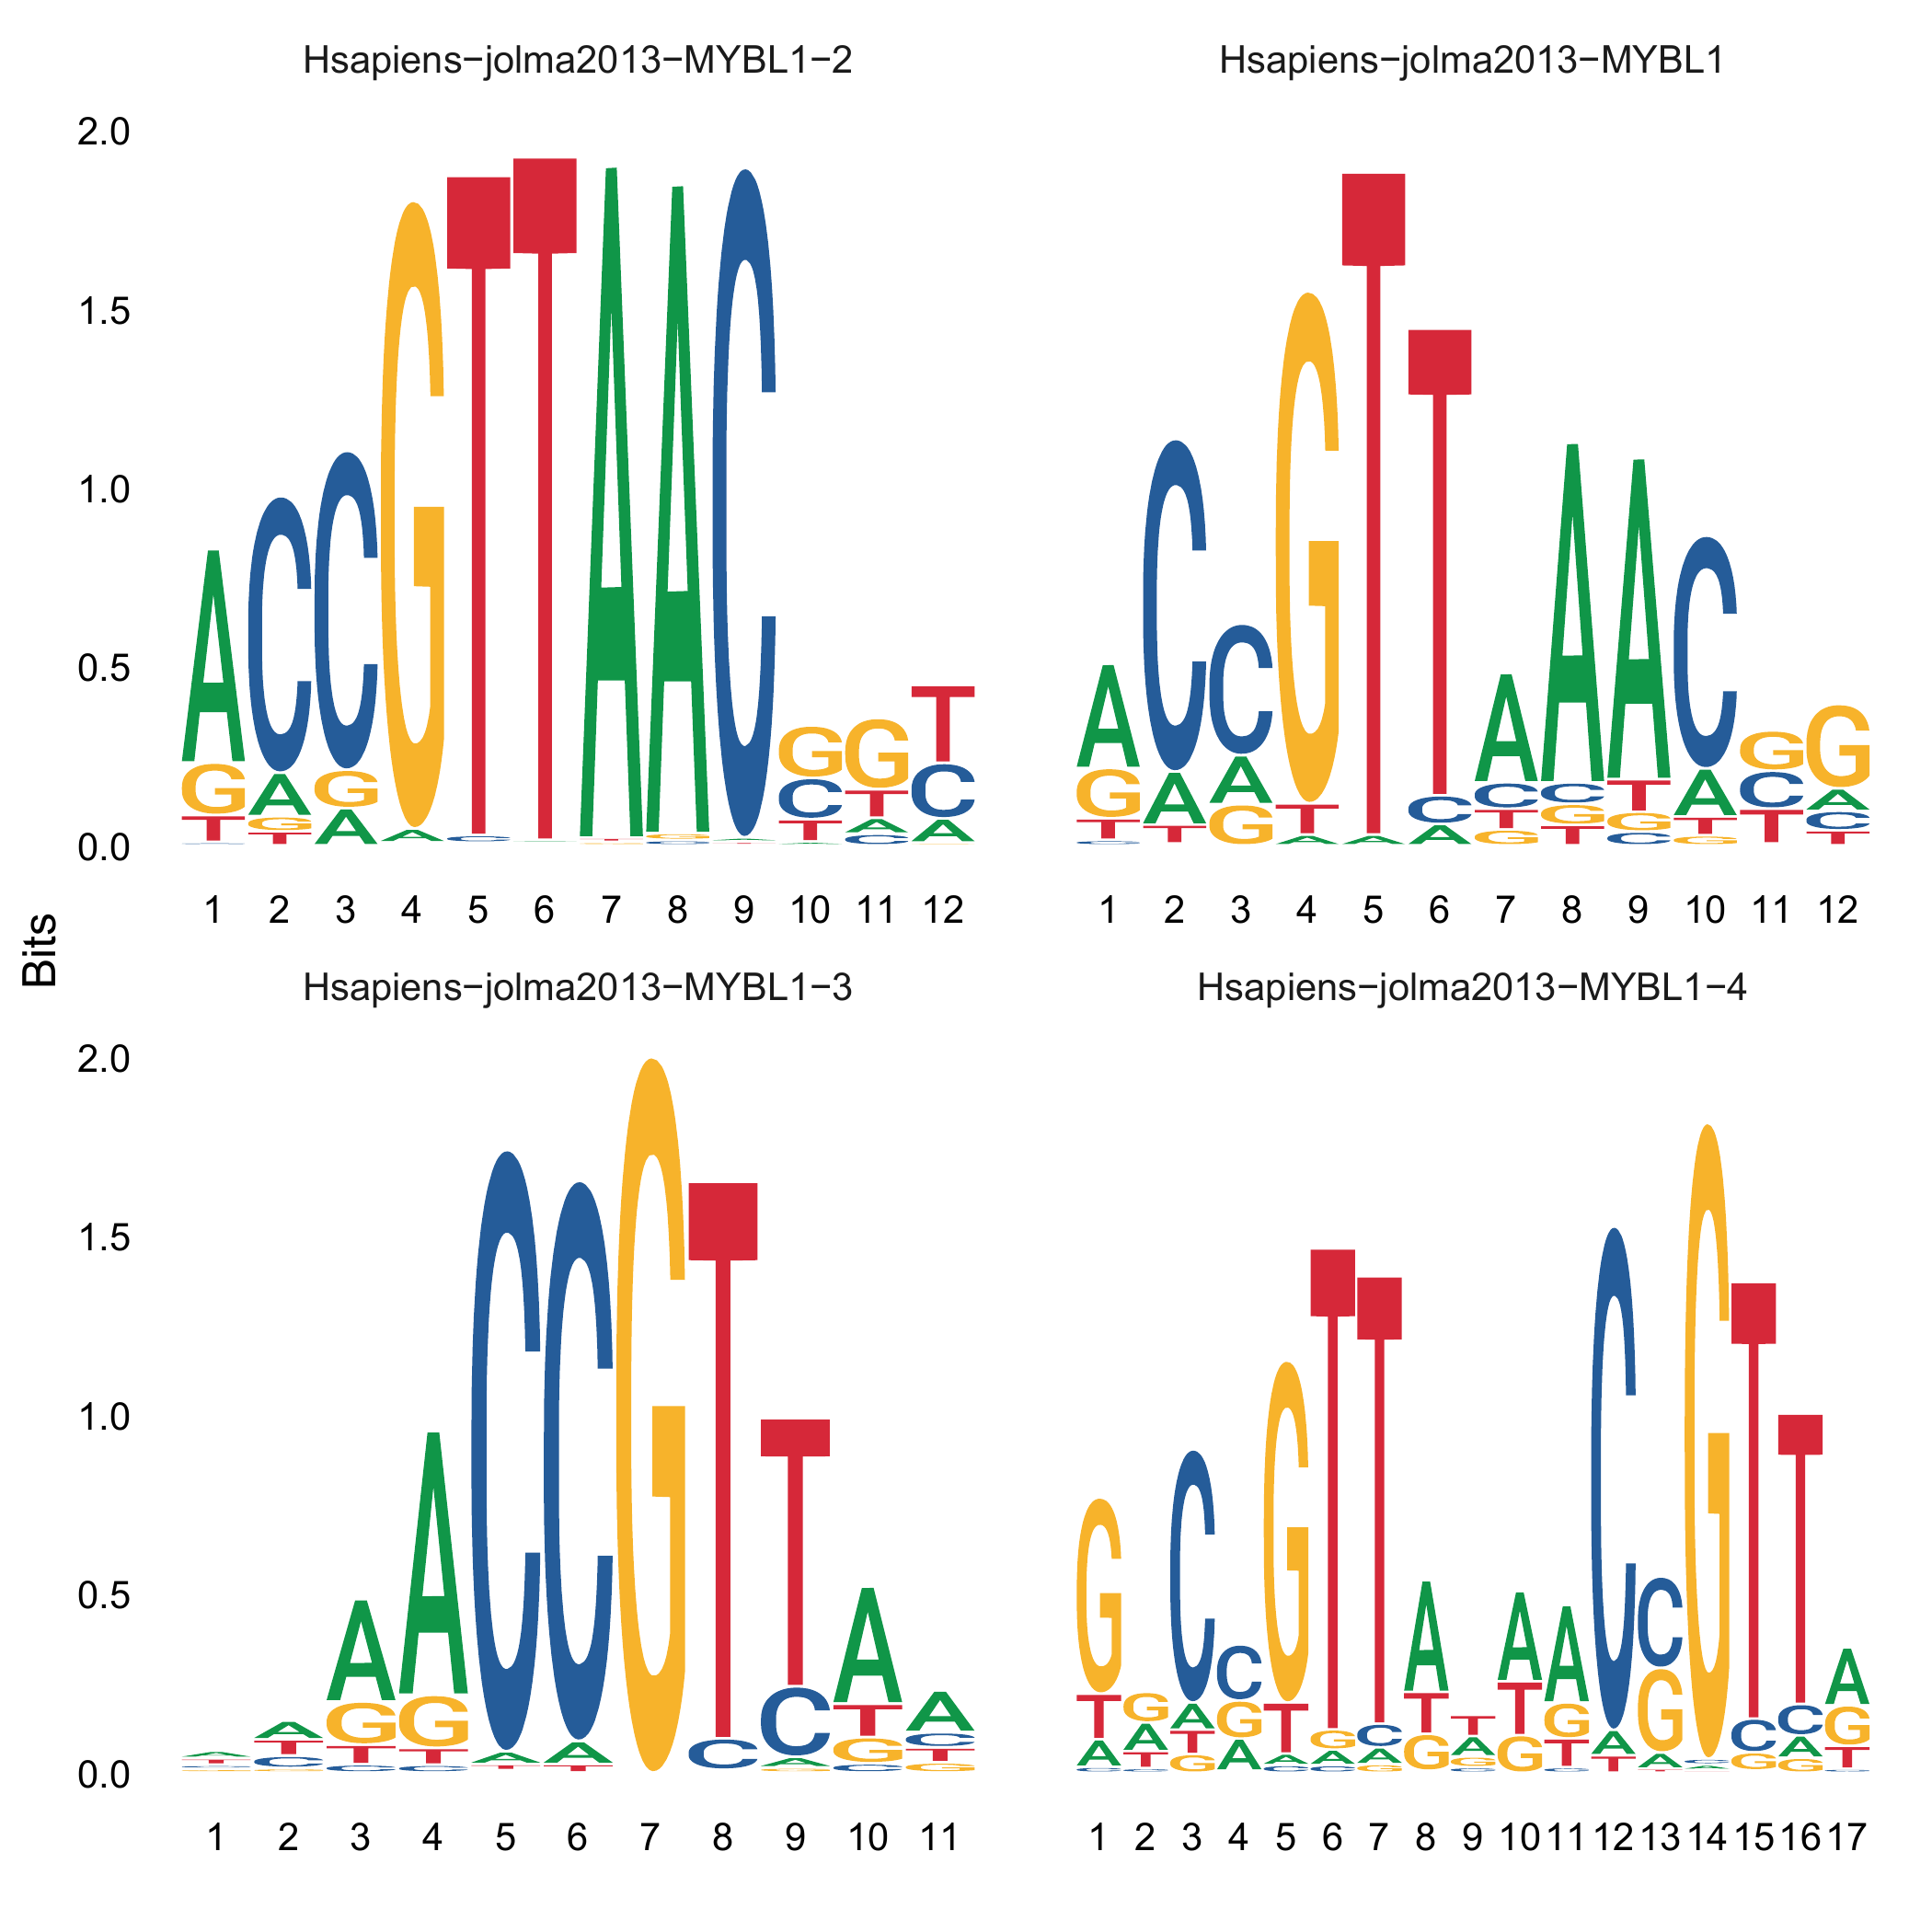 Hsapiens−jolma2013−MYBL1−2
Hsapiens−jolma2013−MYBL1
2.0
1.5
1.0
0.5
0.0
1 2 3 4 5 6 7 8 9 10 11 12
1 2 3 4 5 6 7 8 9 10 11 12
Bits
Hsapiens−jolma2013−MYBL1−3
Hsapiens−jolma2013−MYBL1−4
2.0
1.5
1.0
0.5
0.0
1 2 3 4 5 6 7 8 9 10 11
1 2 3 4 5 6 7 8 9 10 11 12 13 14 15 16 17